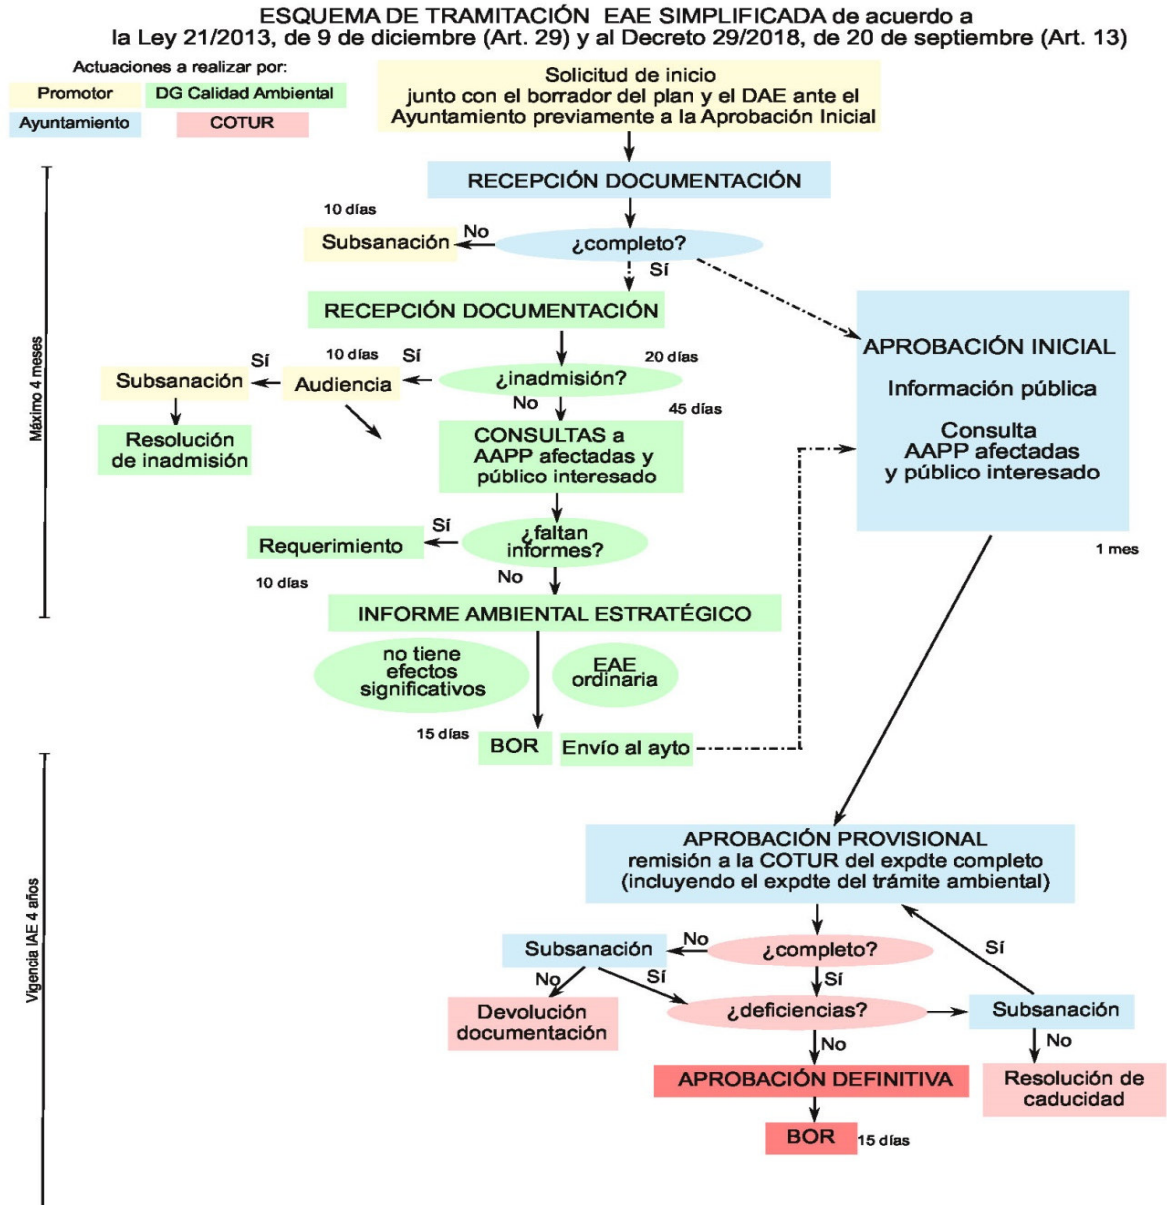 ESQUEMA DE TRAMITACIÓN EAE SIMPLIFICADA de acuerdo a
la Ley 21/2013, de 9 de diciembre (Art. 29) y al Decreto 29/2018, de 20 de septiembre (Art. 13)
Actuaciones a realizar por:
Promotor
DG Calidad Ambiental
Ayuntamiento
COTUR
Solicitud de inicio
junto con el borrador del plan y el DAE ante el
Ayuntamiento previamente a la Aprobación Inicial
Máximo 4 meses
RECEPCIÓN DOCUMENTACIÓN
10 días
Subsanación
No
¿completo?
Sí
RECEPCIÓN DOCUMENTACIÓN
20 días
¿inadmisión?
Sí
10 días
Audiencia
Sí
Subsanación
Resolución
de inadmisión
No
45 días
CONSULTAS a
AAPP afectadas y
público interesado
¿faltan
informes?
Sí
Requerimiento
10 días
No
INFORME AMBIENTAL ESTRATÉGICO
no tiene
efectos
significativos
EAE
ordinaria
15 días
BOR
Envío al ayto
APROBACIÓN INICIAL
Información pública
Consulta
AAPP afectadas
y público interesado
1 mes
Vigencia IAE 4 años
APROBACIÓN PROVISIONAL
remisión a la COTUR del expdte completo
(incluyendo el expdte del trámite ambiental)
¿completo?
No
Subsanación
No
Sí
Devolución
documentación
Sí
¿deficiencias?
Subsanación
Sí
No
Resolución de
caducidad
No
APROBACIÓN DEFINITIVA
BOR
15 días